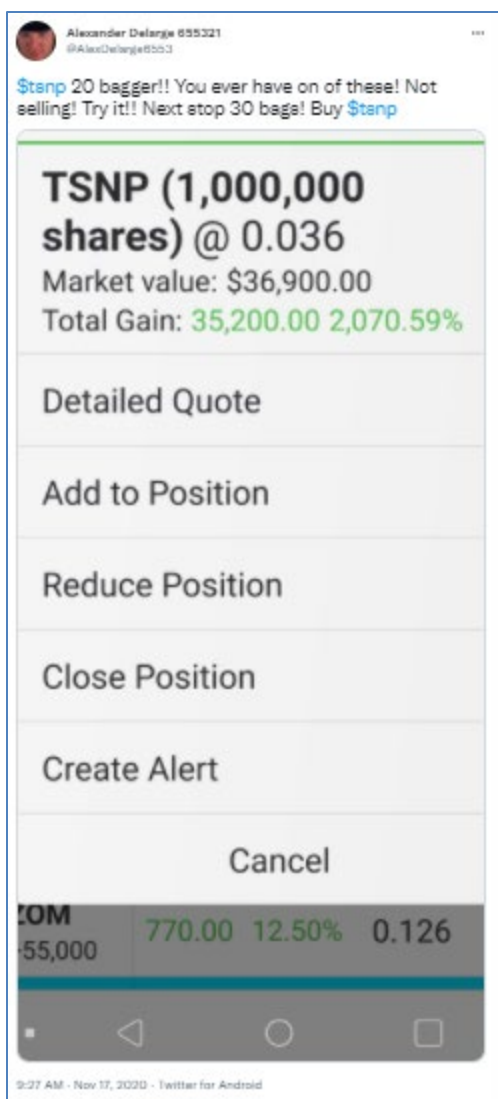 Alexander Delarge 655321
@AlexDelarge6553
$tsnp 20 bagger!! You ever have on of these! Not
selling! Try it!! Next stop 30 bags! Buy $tsnp
TSNP (1,000,000
shares) @ 0.036
Market value: $36,900.00
Total Gain: 35,200.00 2,070.59%
Detailed Quote
Add to Position
Reduce Position
Close Position
Create Alert
Cancel
ZOM 770.00 12.50% 0.126
55,000
9:27 AM · Nov 17, 2020 · Twitter for Android